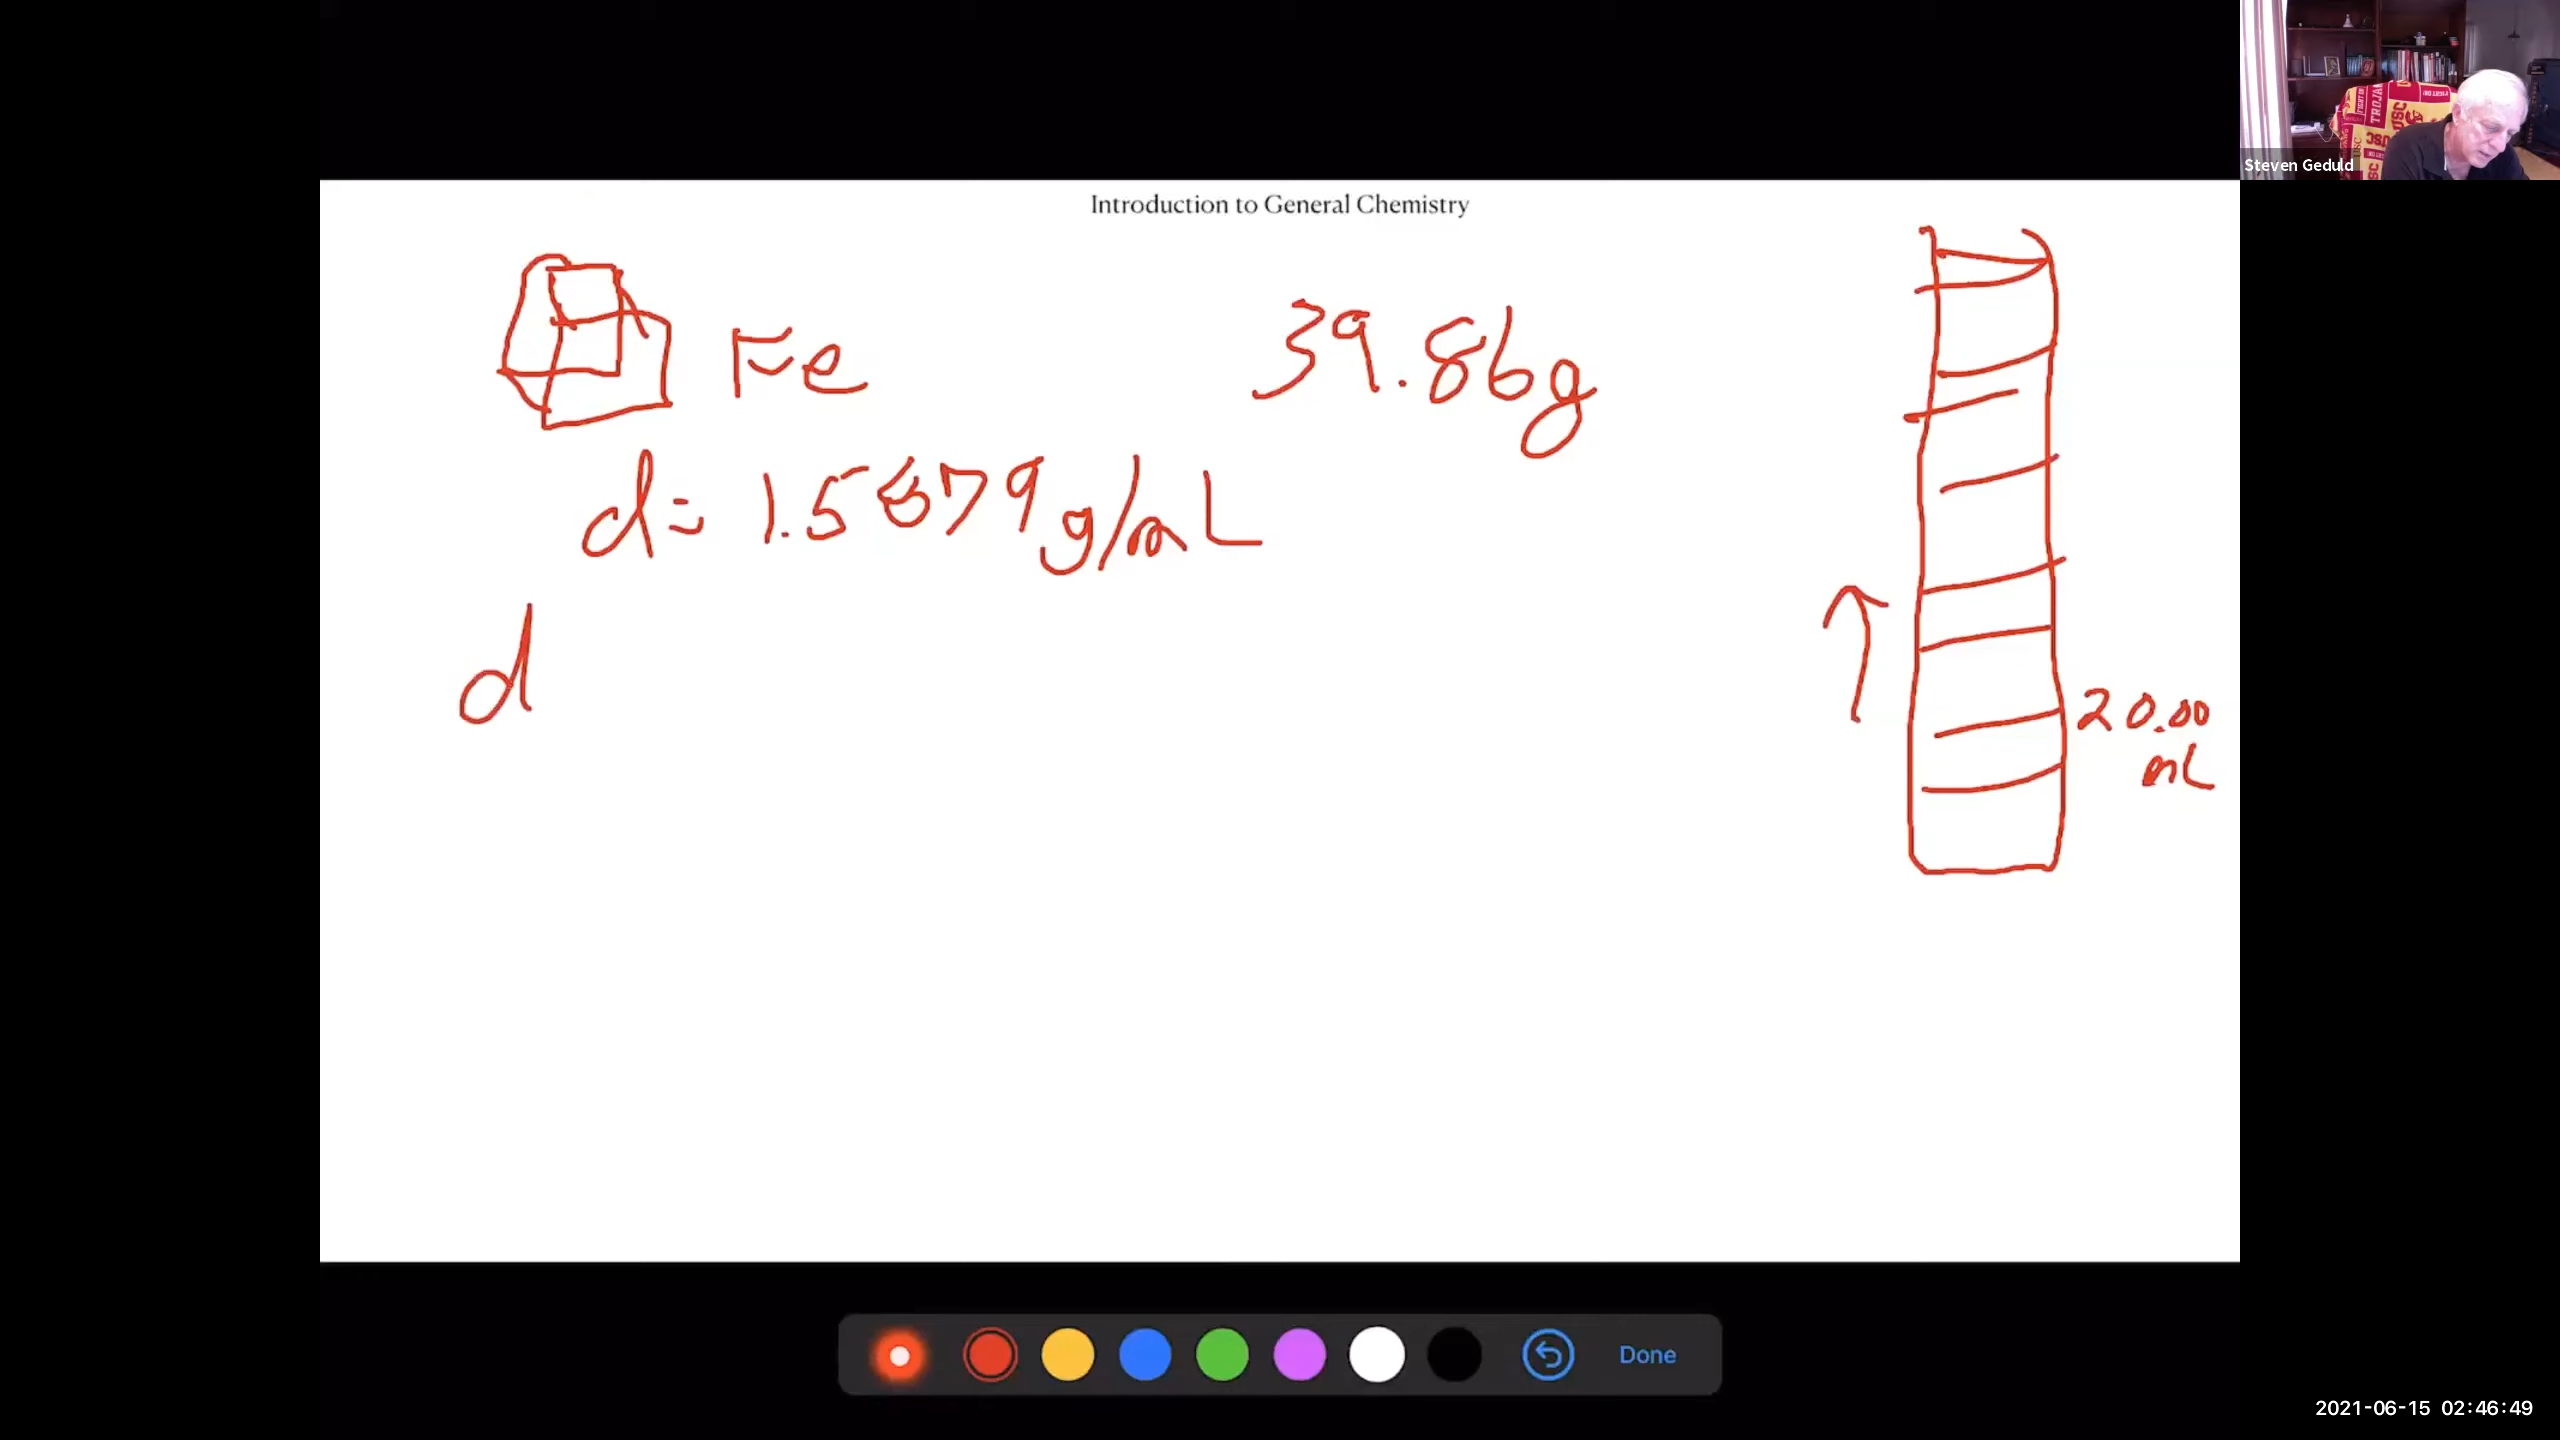 Steven Geduld
Introduction to General Chemistry
Fe
39.86g
d= 1.5879 g/mL
d
20.00
mL
Done
2021-06-15 02:46:49